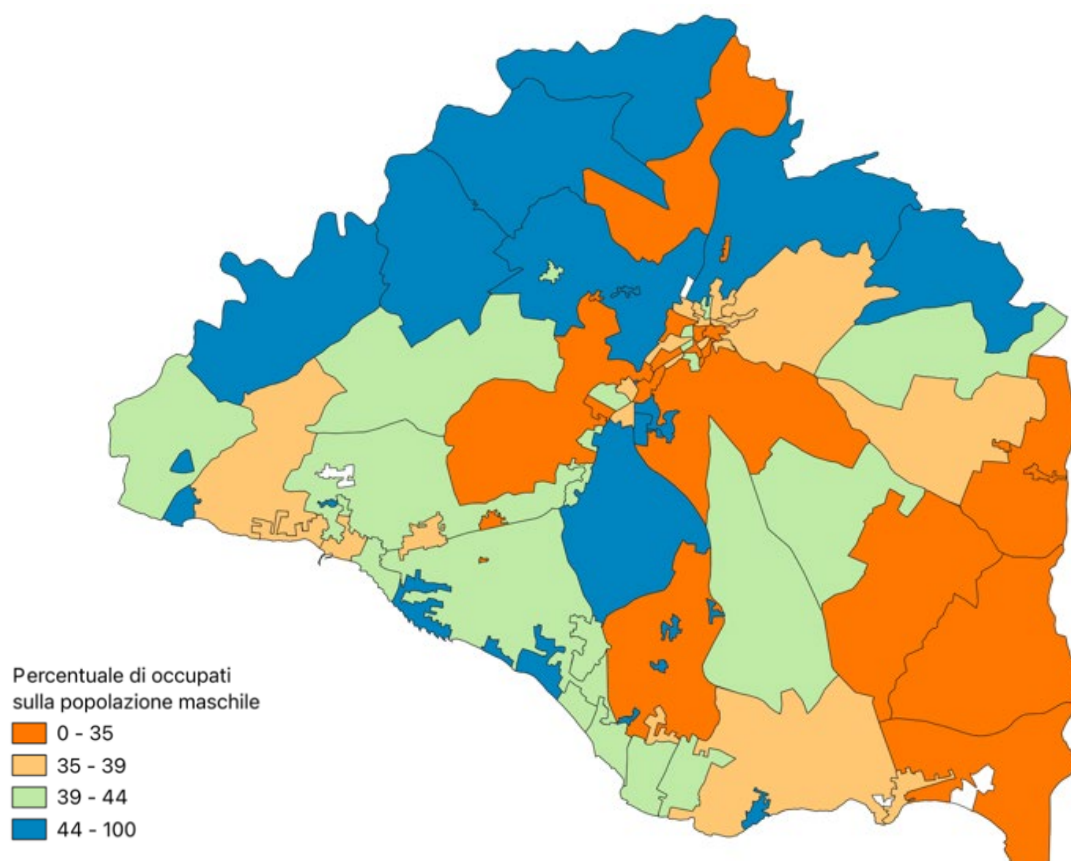 Percentuale di occupati
sulla popolazione maschile
0 - 35
35 - 39
39 - 44
44 - 100